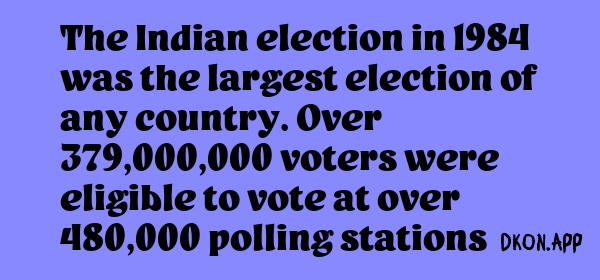 The Indian election in 1984
was the largest election of
any country. Over
379,000,000 voters were
eligible to vote at over
480,000 polling stations DKON.APP